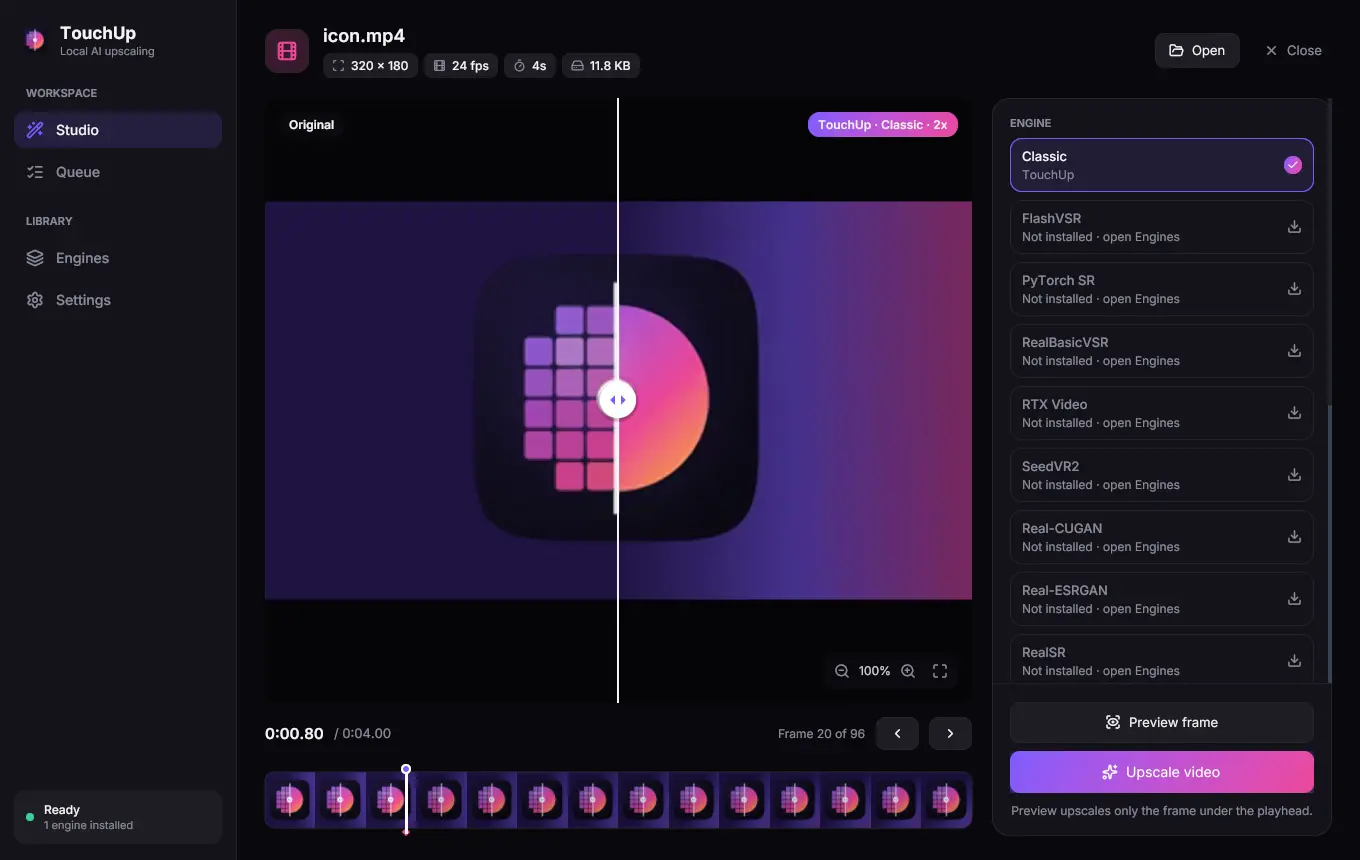 TouchUp
Local AI upscaling
WORKSPACE
Studio
Queue
LIBRARY
Engines
Settings
Ready
1 engine installed
icon.mp4
320 × 180
24 fps
4s
11.8 KB
Open
Close
Original
TouchUp · Classic · 2x
100%
0:00.80 / 0:04.00
Frame 20 of 96
ENGINE
Classic
TouchUp
FlashVSR
Not installed · open Engines
PyTorch SR
Not installed · open Engines
RealBasicVSR
Not installed · open Engines
RTX Video
Not installed · open Engines
SeedVR2
Not installed · open Engines
Real-CUGAN
Not installed · open Engines
Real-ESRGAN
Not installed · open Engines
RealSR
Not installed · open Engines
Preview frame
Upscale video
Preview upscales only the frame under the playhead.